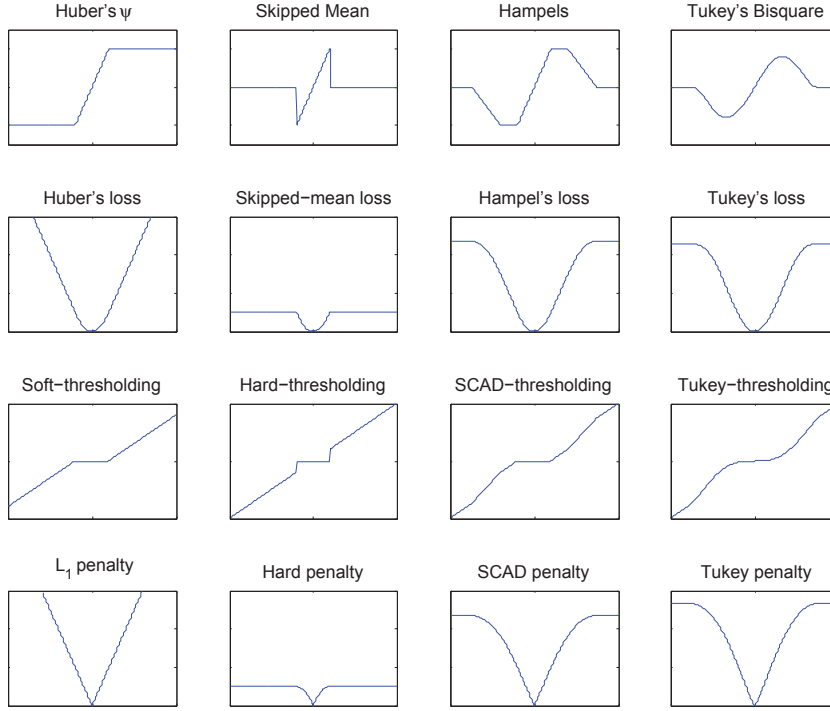 Huber's ψ
Skipped Mean
Hampels
Tukey's Bisquare
Huber's loss
Skipped−mean loss
Hampel's loss
Tukey's loss
Soft−thresholding
Hard−thresholding
SCAD−thresholding
Tukey−thresholding
L₁ penalty
Hard penalty
SCAD penalty
Tukey penalty